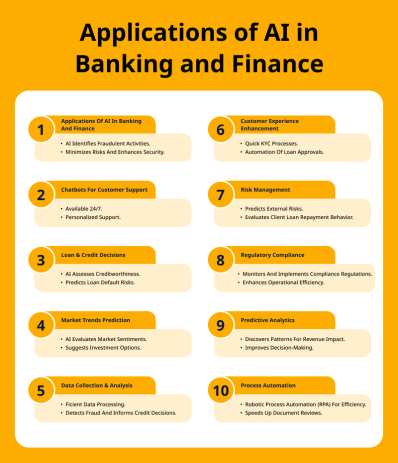 Applications of AI in
Banking and Finance
1
Applications Of AI In Banking
And Finance
• AI Identifies Fraudulent Activities.
• Minimizes Risks And Enhances Security.
2
Chatbots For Customer Support
• Available 24/7.
• Personalized Support.
3
Loan & Credit Decisions
• AI Assesses Creditworthiness.
• Predicts Loan Default Risks.
4
Market Trends Prediction
• AI Evaluates Market Sentiments.
• Suggests Investment Options.
5
Data Collection & Analysis
• Ficient Data Processing.
• Detects Fraud And Informs Credit Decisions.
6
Customer Experience
Enhancement
• Quick KYC Processes.
• Automation Of Loan Approvals.
7
Risk Management
• Predicts External Risks.
• Evaluates Client Loan Repayment Behavior.
8
Regulatory Compliance
• Monitors And Implements Compliance Regulations.
• Enhances Operational Efficiency.
9
Predictive Analytics
• Discovers Patterns For Revenue Impact.
• Improves Decision-Making.
10
Process Automation
• Robotic Process Automation (RPA) For Efficiency.
• Speeds Up Document Reviews.